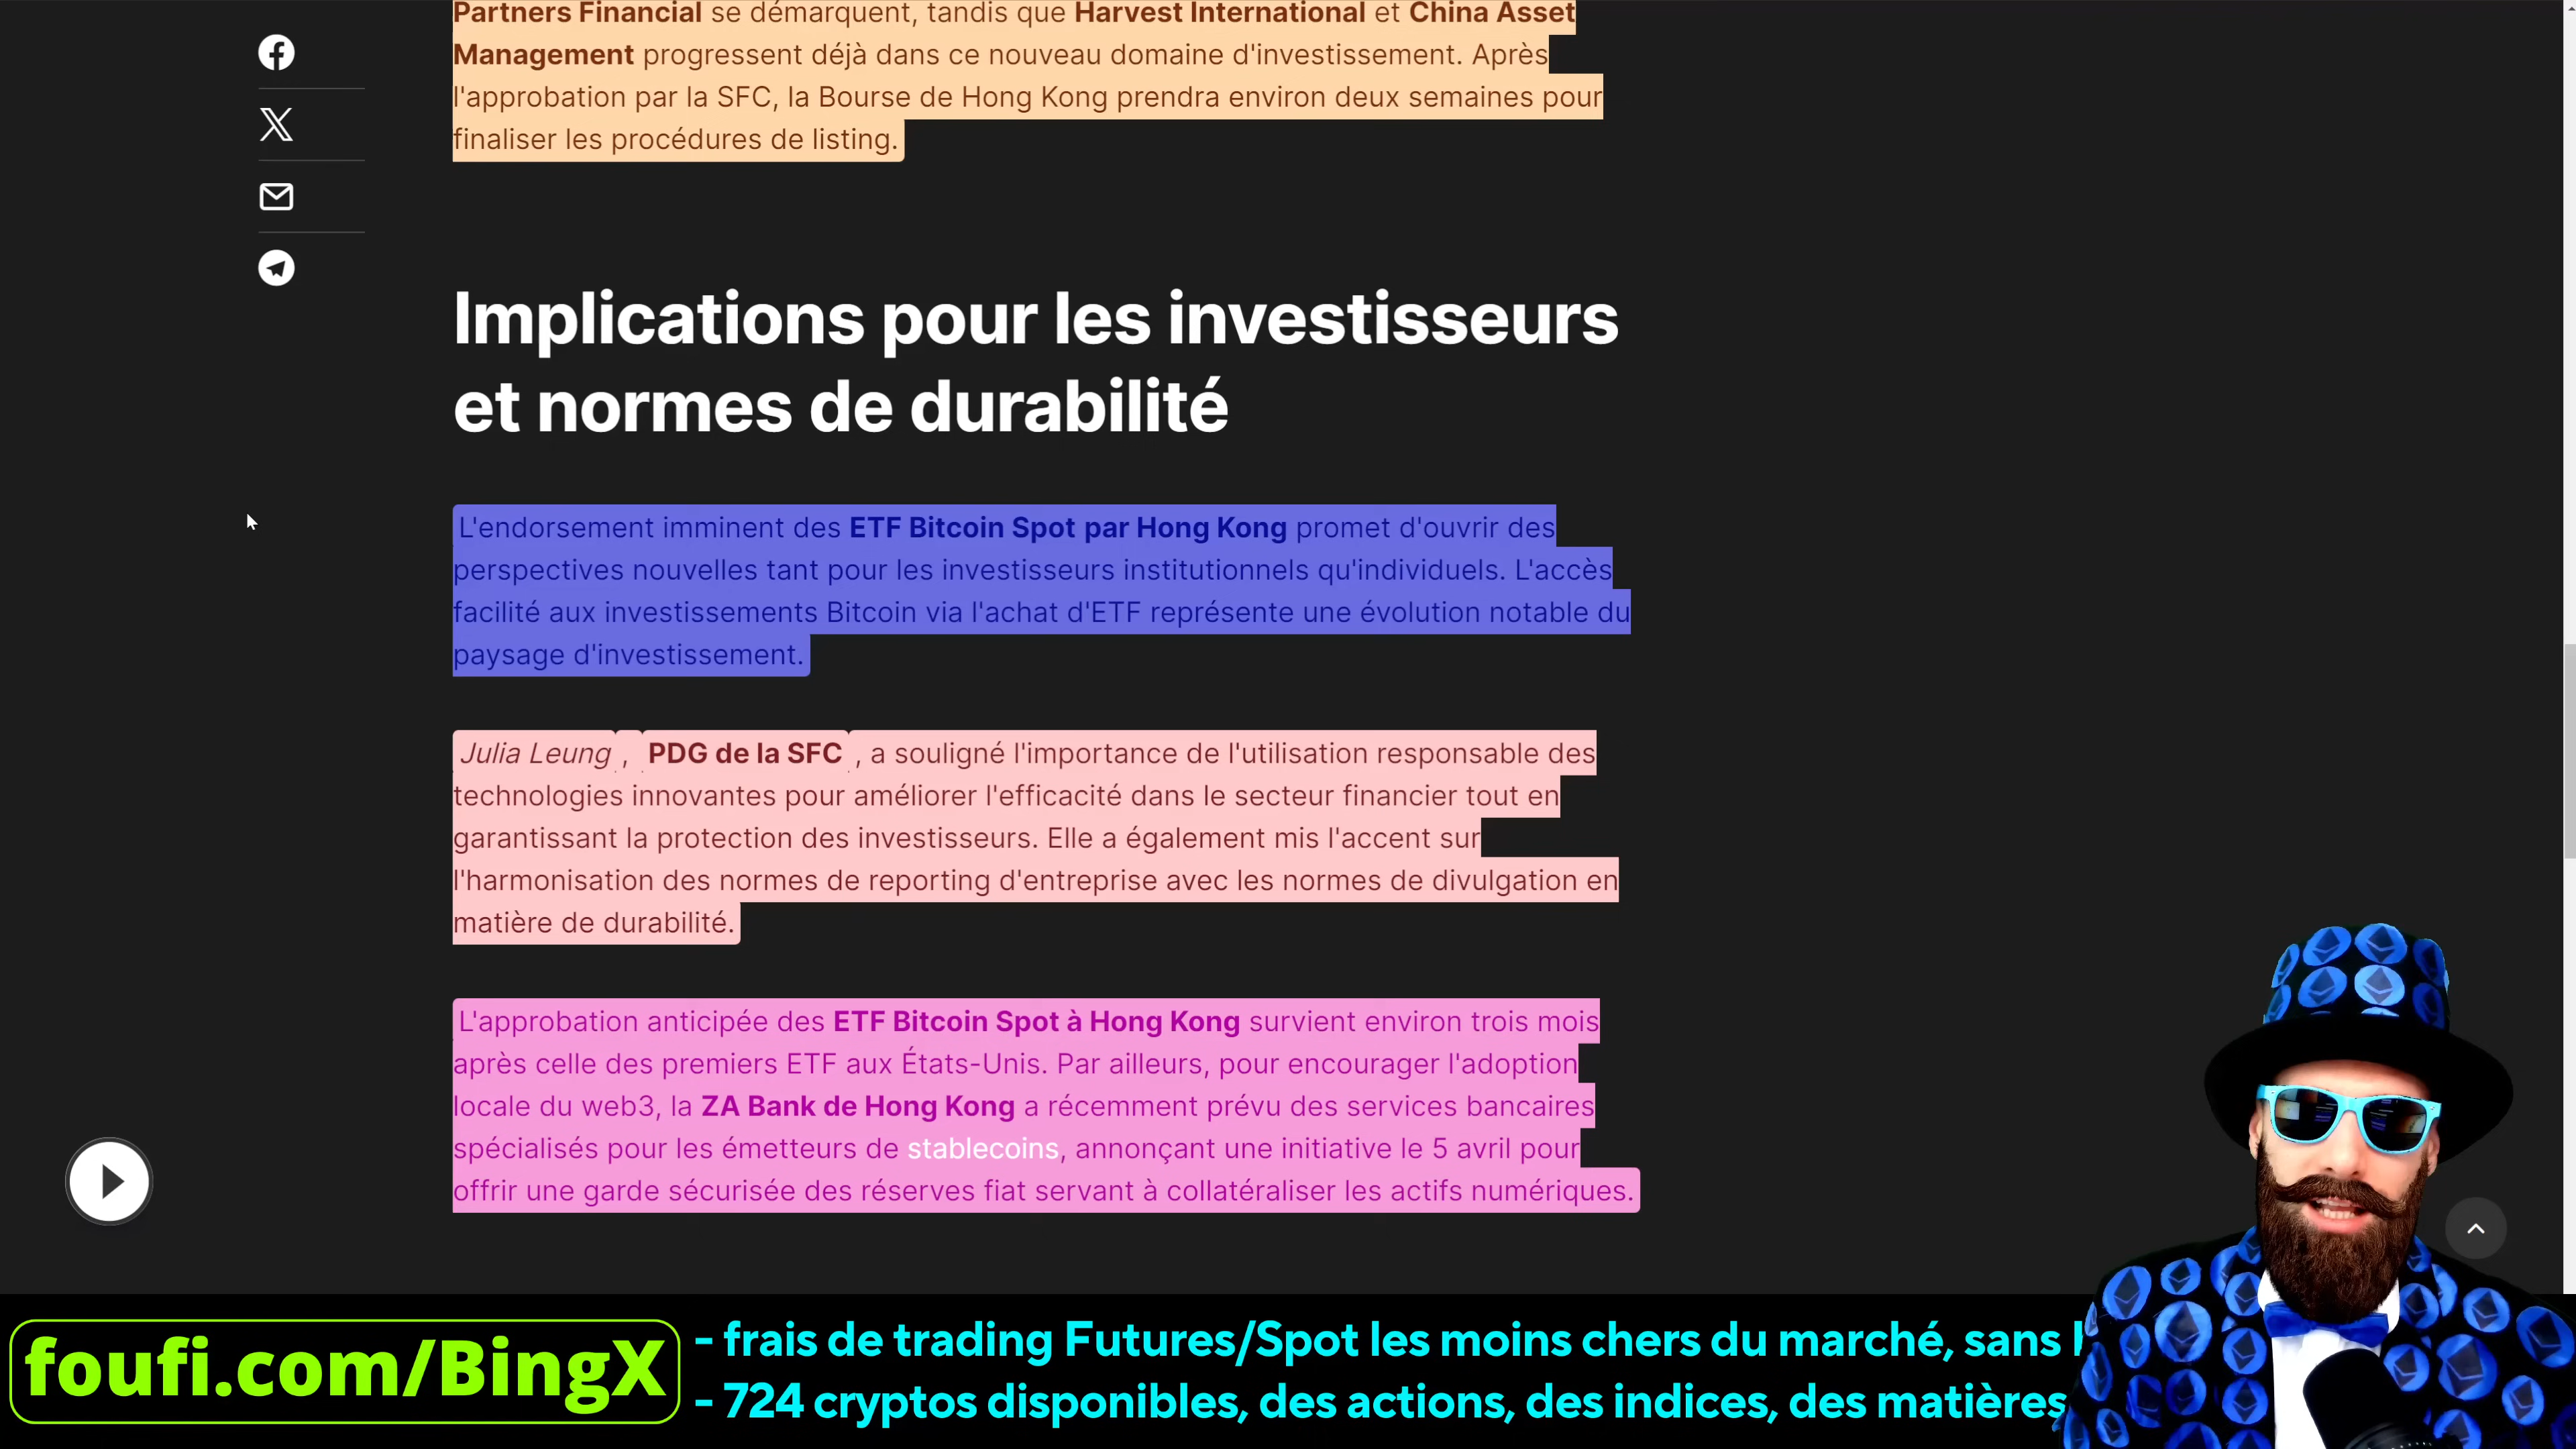 Partners Financial se démarquent, tandis que Harvest International et China Asset
Management progressent déjà dans ce nouveau domaine d'investissement. Après
l'approbation par la SFC, la Bourse de Hong Kong prendra environ deux semaines pour
finaliser les procédures de listing.
Implications pour les investisseurs
et normes de durabilité
L'endorsement imminent des ETF Bitcoin Spot par Hong Kong promet d'ouvrir des
perspectives nouvelles tant pour les investisseurs institutionnels qu'individuels. L'accès
facilité aux investissements Bitcoin via l'achat d'ETF représente une évolution notable du
paysage d'investissement.
Julia Leung , PDG de la SFC , a souligné l'importance de l'utilisation responsable des
technologies innovantes pour améliorer l'efficacité dans le secteur financier tout en
garantissant la protection des investisseurs. Elle a également mis l'accent sur
l'harmonisation des normes de reporting d'entreprise avec les normes de divulgation en
matière de durabilité.
L'approbation anticipée des ETF Bitcoin Spot à Hong Kong survient environ trois mois
après celle des premiers ETF aux États-Unis. Par ailleurs, pour encourager l'adoption
locale du web3, la ZA Bank de Hong Kong a récemment prévu des services bancaires
spécialisés pour les émetteurs de stablecoins, annonçant une initiative le 5 avril pour
offrir une garde sécurisée des réserves fiat servant à collatéraliser les actifs numériques.
foufi.com/BingX
- frais de trading Futures/Spot les moins chers du marché, sans
- 724 cryptos disponibles, des actions, des indices, des matières